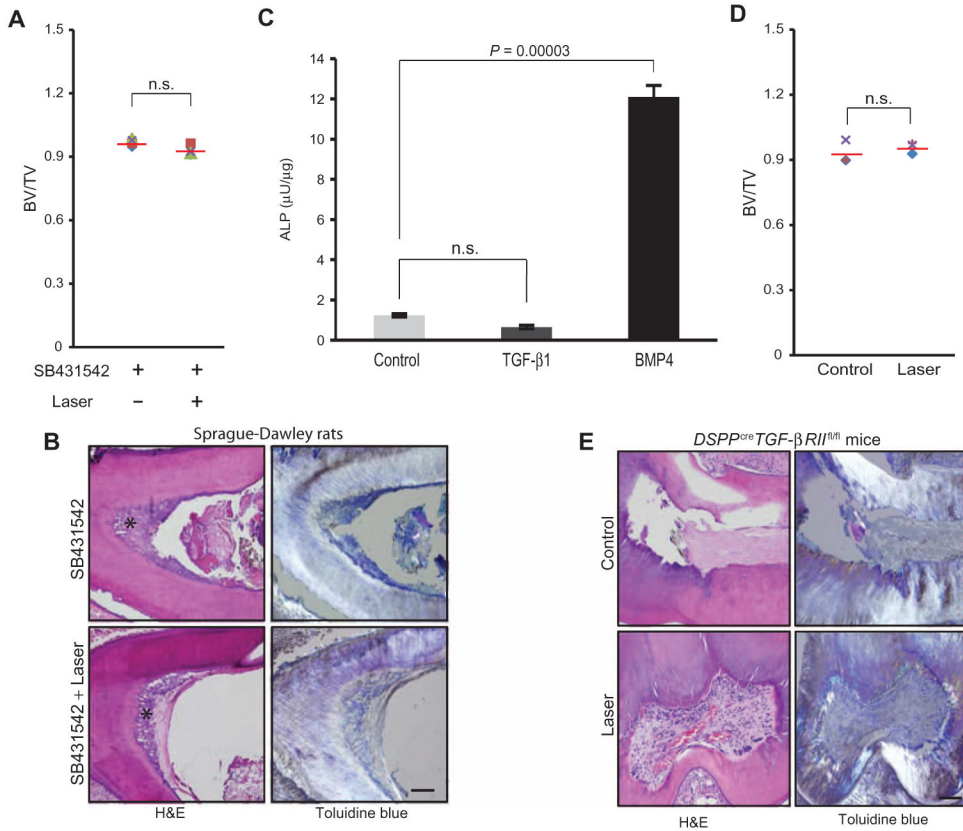 A
1.5
1.2
0.9
0.6
0.3
0
BV/TV
n.s.
SB431542 + +
Laser – +
C
P = 0.00003
14
12
10
8
6
4
2
0
ALP (μU/μg)
n.s.
Control TGF-β1 BMP4
D
1.5
1.2
0.9
0.6
0.3
0
BV/TV
n.s.
Control Laser
B
Sprague-Dawley rats
SB431542
*
SB431542 + Laser
*
H&E Toluidine blue
E
DSPPcreTGF-βRIIfl/fl mice
Control
Laser
H&E Toluidine blue